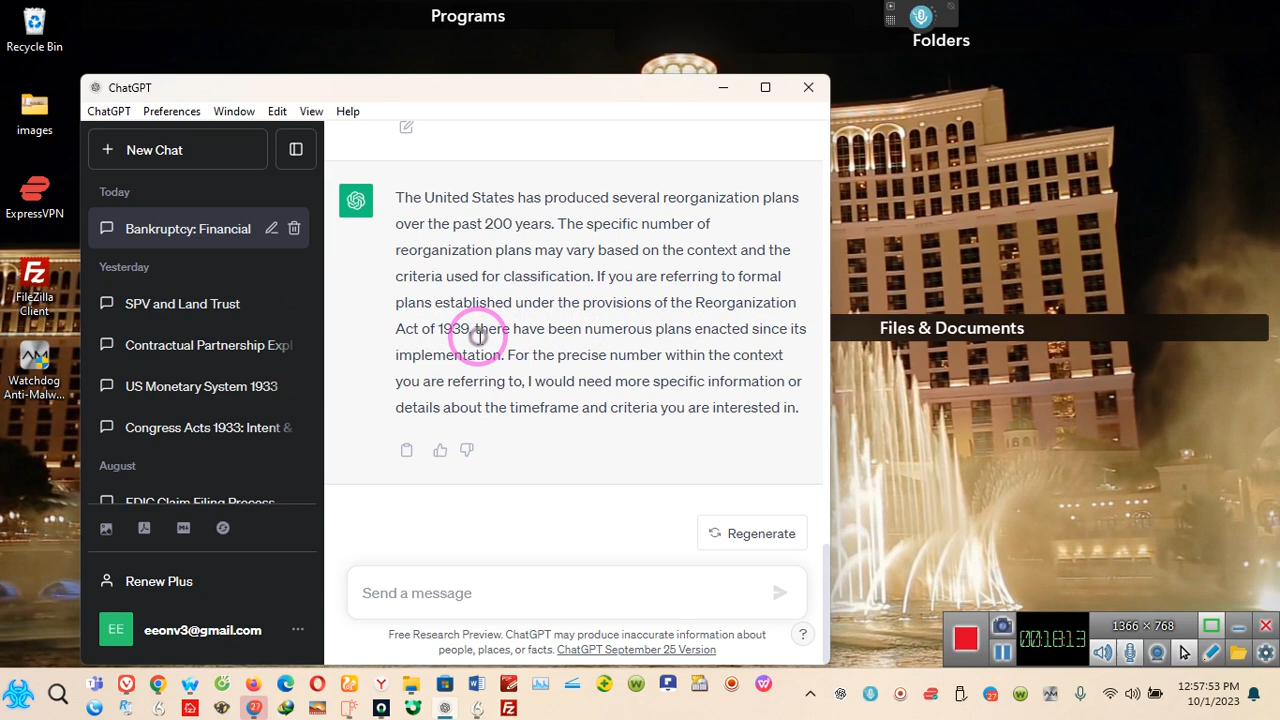 Programs
Folders
Recycle Bin
images
ExpressVPN
FileZilla
Client
Watchdog
Anti-Malw...
Files & Documents
ChatGPT
ChatGPT
Preferences
Window
Edit
View
Help
New Chat
Today
Bankruptcy: Financial
Yesterday
SPV and Land Trust
Contractual Partnership Expl
US Monetary System 1933
Congress Acts 1933: Intent &
August
FDIC Claim Filing Process
Renew Plus
EE
eeonv3@gmail.com
The United States has produced several reorganization plans
over the past 200 years. The specific number of
reorganization plans may vary based on the context and the
criteria used for classification. If you are referring to formal
plans established under the provisions of the Reorganization
Act of 1939, there have been numerous plans enacted since its
implementation. For the precise number within the context
you are referring to, I would need more specific information or
details about the timeframe and criteria you are interested in.
Regenerate
Send a message
Free Research Preview. ChatGPT may produce inaccurate information about
people, places, or facts. ChatGPT September 25 Version
?
00:18:13
1366 × 768
12:57:53 PM
10/1/2023